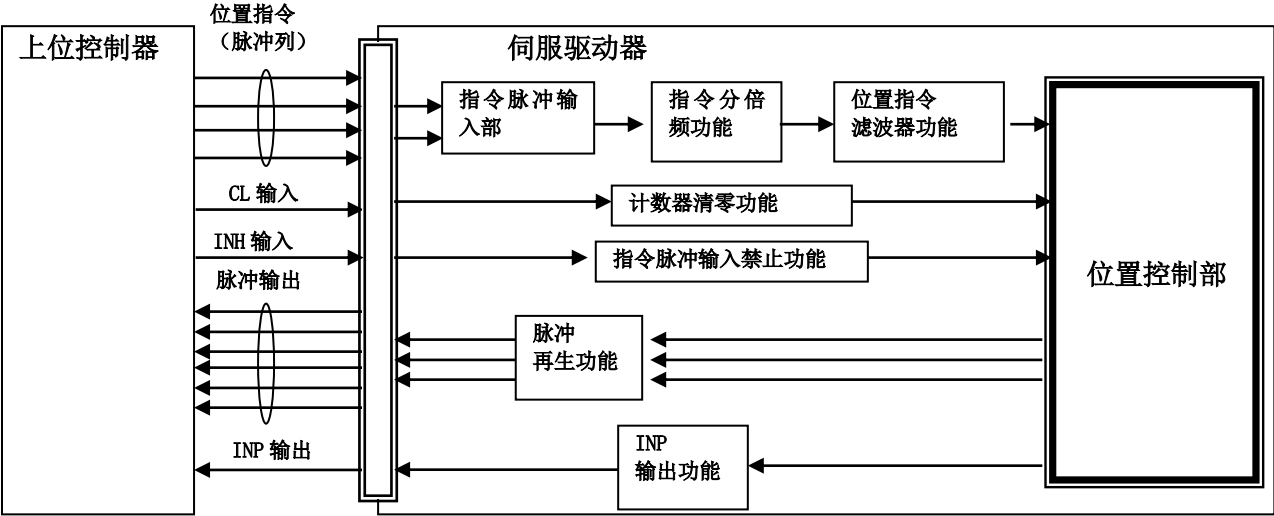 位置指令
（脉冲列）
上位控制器
伺服驱动器
指令脉冲输
入部
指令分倍
频功能
位置指令
滤波器功能
CL 输入
计数器清零功能
INH 输入
指令脉冲输入禁止功能
位置控制部
脉冲输出
脉冲
再生功能
INP 输出
INP
输出功能